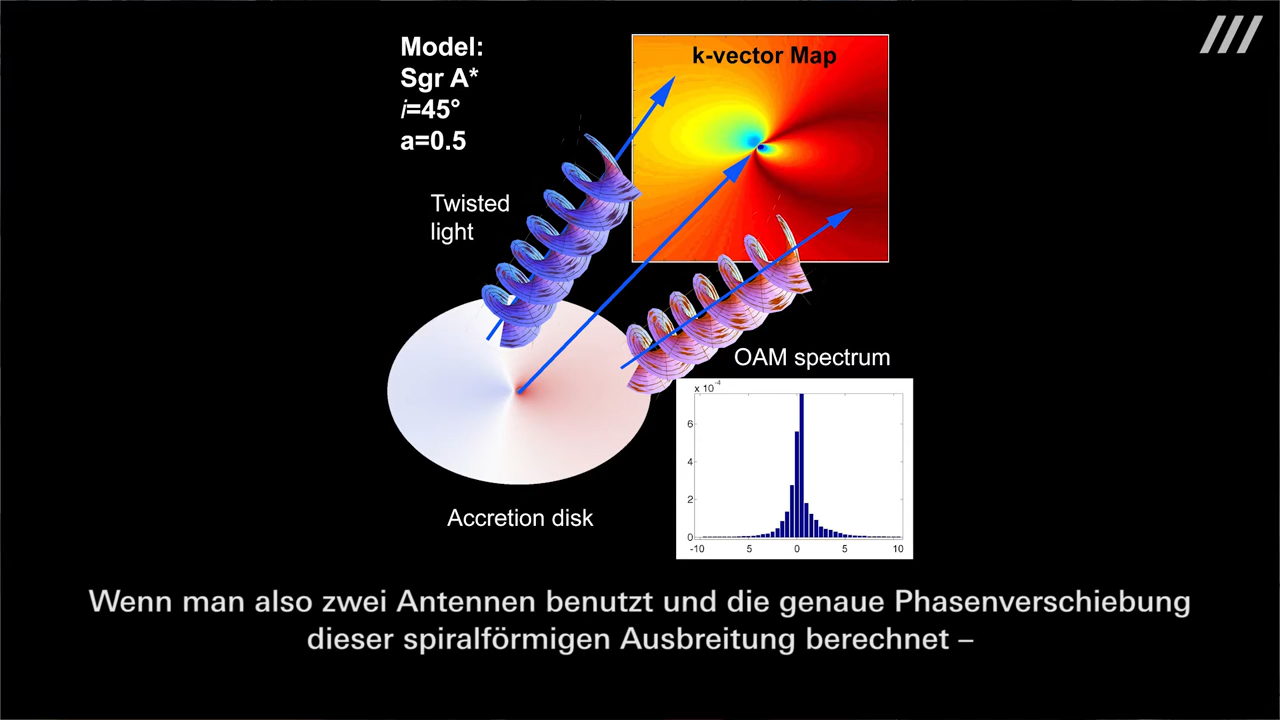 Model:
Sgr A*
i=45°
a=0.5
k-vector Map
Twisted
light
OAM spectrum
x 10-4
6
4
2
0
-10 5 0 5 10
Accretion disk
Wenn man also zwei Antennen benutzt und die genaue Phasenverschiebung
dieser spiralförmigen Ausbreitung berechnet –